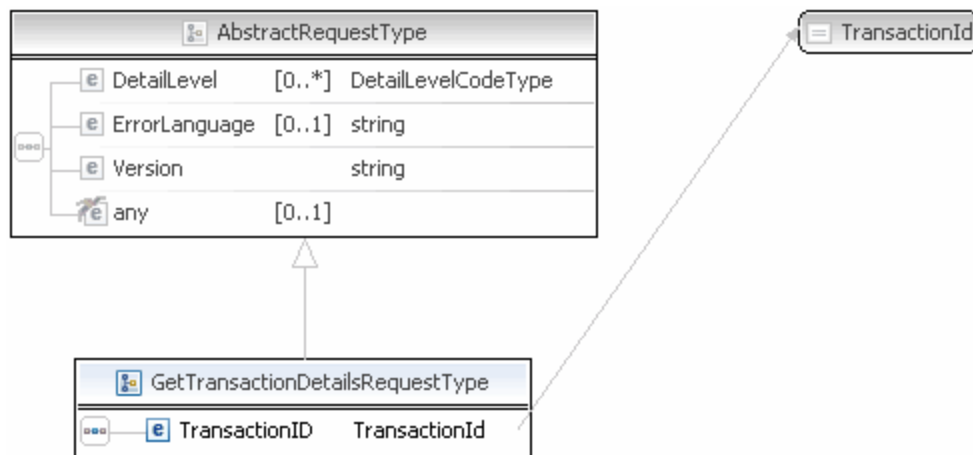 AbstractRequestType
TransactionId
DetailLevel [0..*] DetailLevelCodeType
ErrorLanguage [0..1] string
Version string
any [0..1]
GetTransactionDetailsRequestType
TransactionID TransactionId